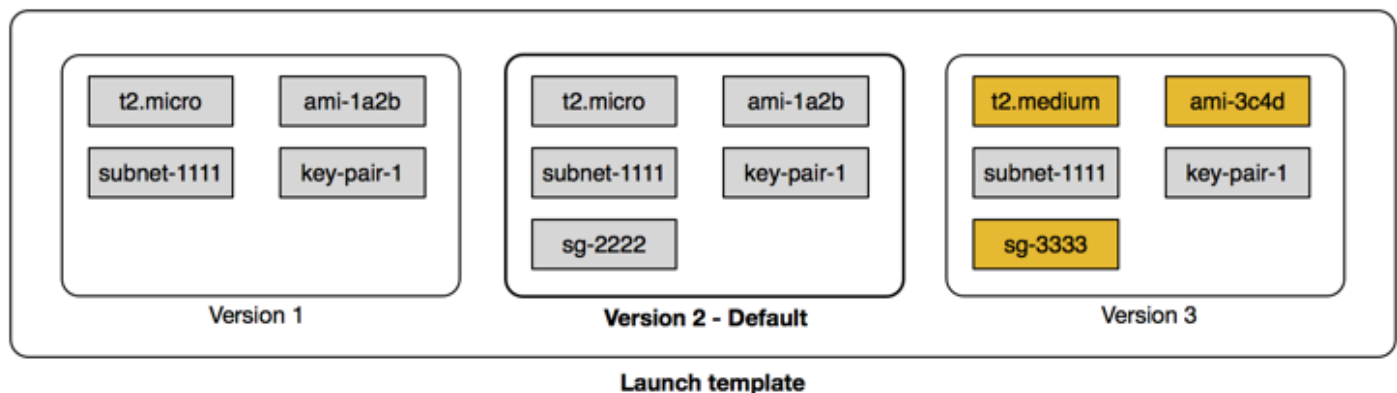 t2.micro ami-1a2b
subnet-1111 key-pair-1
Version 1
t2.micro ami-1a2b
subnet-1111 key-pair-1
sg-2222
Version 2 - Default
t2.medium ami-3c4d
subnet-1111 key-pair-1
sg-3333
Version 3
Launch template